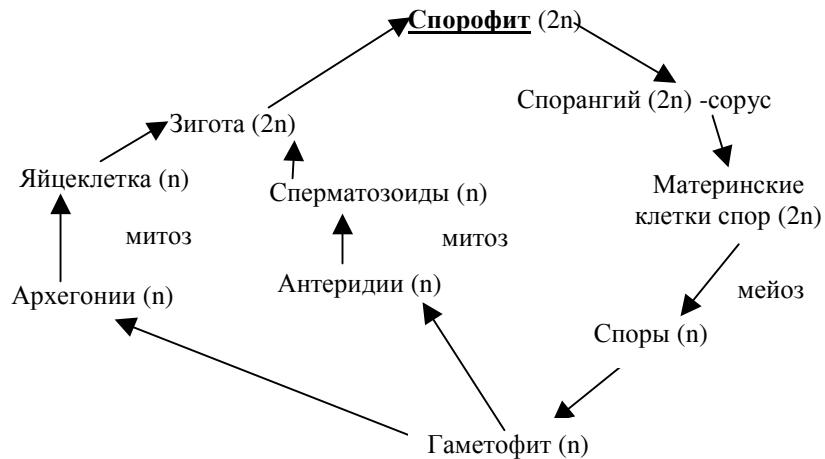 Спорофит (2n)
Спорангий (2n) -сорус
Зигота (2n)
Яйцеклетка (n)
Сперматозоиды (n)
Материнские
клетки спор (2n)
митоз
митоз
Антеридии (n)
Архегонии (n)
мейоз
Споры (n)
Гаметофит (n)